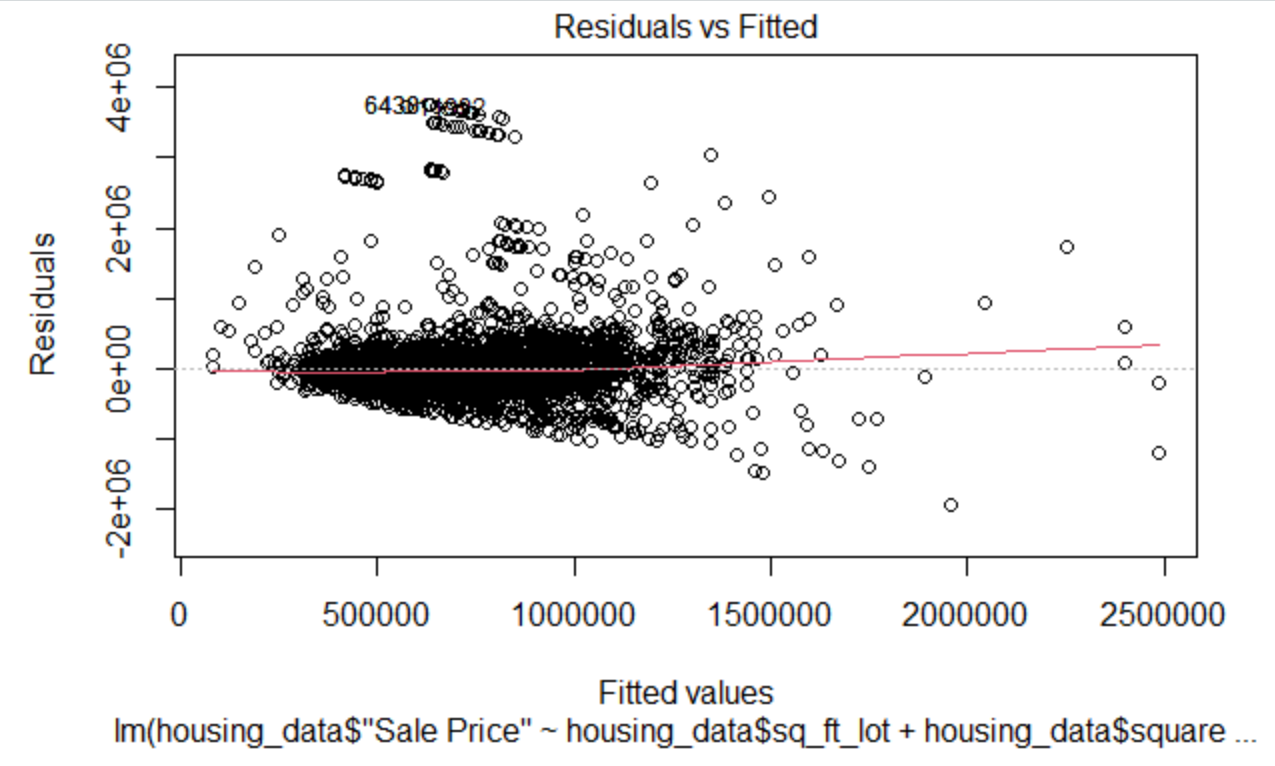 Residuals vs Fitted
4e+06
2e+06
0e+00
-2e+06
Residuals
0
500000
1000000
1500000
2000000
2500000
Fitted values
lm(housing_data$"Sale Price" ~ housing_data$sq_ft_lot + housing_data$square ...